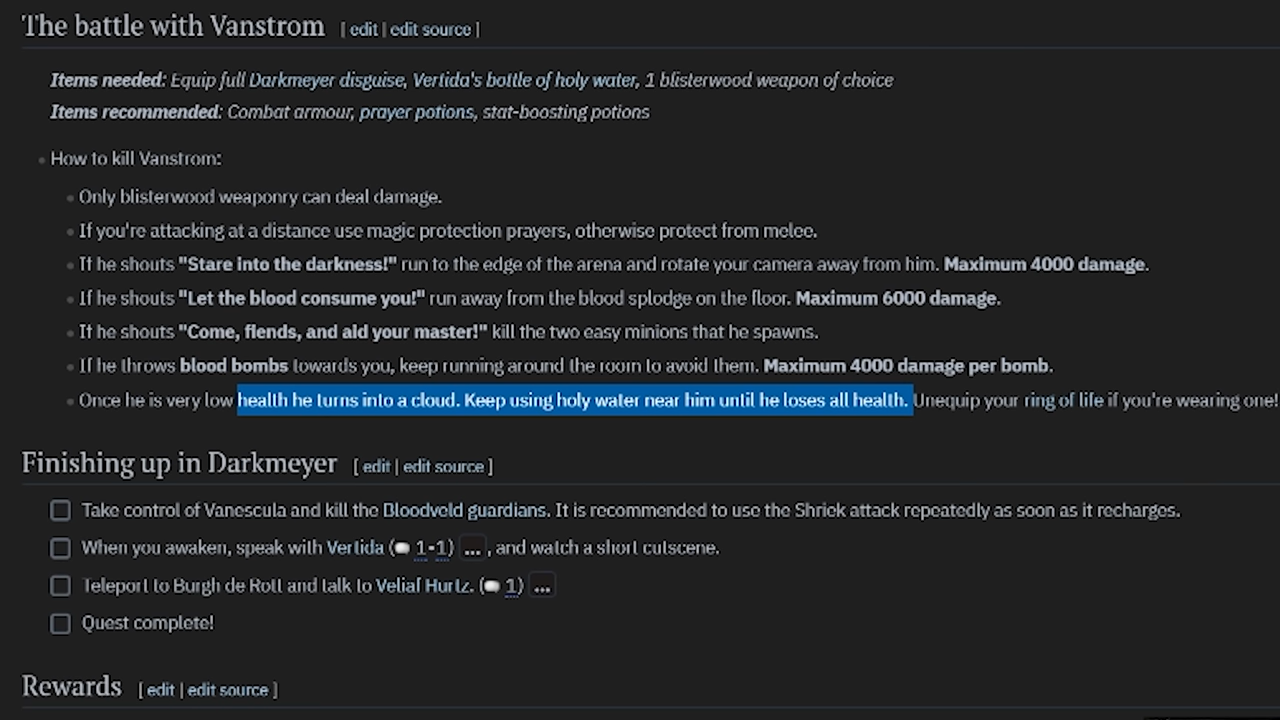 The battle with Vanstrom [ edit | edit source ]
Items needed: Equip full Darkmeyer disguise, Vertida's bottle of holy water, 1 blisterwood weapon of choice
Items recommended: Combat armour, prayer potions, stat-boosting potions
How to kill Vanstrom:
Only blisterwood weaponry can deal damage.
If you're attacking at a distance use magic protection prayers, otherwise protect from melee.
If he shouts "Stare into the darkness!" run to the edge of the arena and rotate your camera away from him. Maximum 4000 damage.
If he shouts "Let the blood consume you!" run away from the blood splodge on the floor. Maximum 6000 damage.
If he shouts "Come, fiends, and aid your master!" kill the two easy minions that he spawns.
If he throws blood bombs towards you, keep running around the room to avoid them. Maximum 4000 damage per bomb.
Once he is very low health he turns into a cloud. Keep using holy water near him until he loses all health. Unequip your ring of life if you're wearing one!
Finishing up in Darkmeyer [ edit | edit source ]
Take control of Vanescula and kill the Bloodveld guardians. It is recommended to use the Shriek attack repeatedly as soon as it recharges.
When you awaken, speak with Vertida ( 1-1) ... , and watch a short cutscene.
Teleport to Burgh de Rott and talk to Veliaf Hurtz. ( 1) ...
Quest complete!
Rewards [ edit | edit source ]